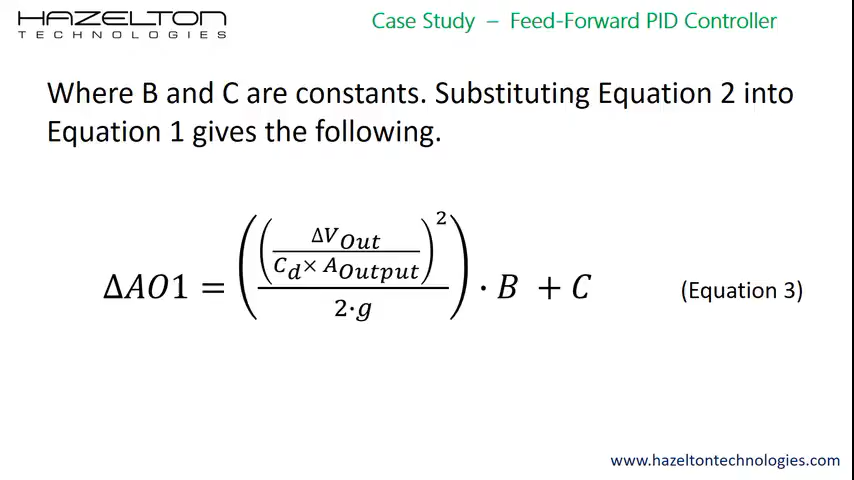 HAZELTON
TECHNOLOGIES
Case Study – Feed-Forward PID Controller
Where B and C are constants. Substituting Equation 2 into
Equation 1 gives the following.
ΔAO1 = (((ΔV_Out)/(C_d × A_Output))^2/(2·g)) · B + C
(Equation 3)
www.hazeltontechnologies.com